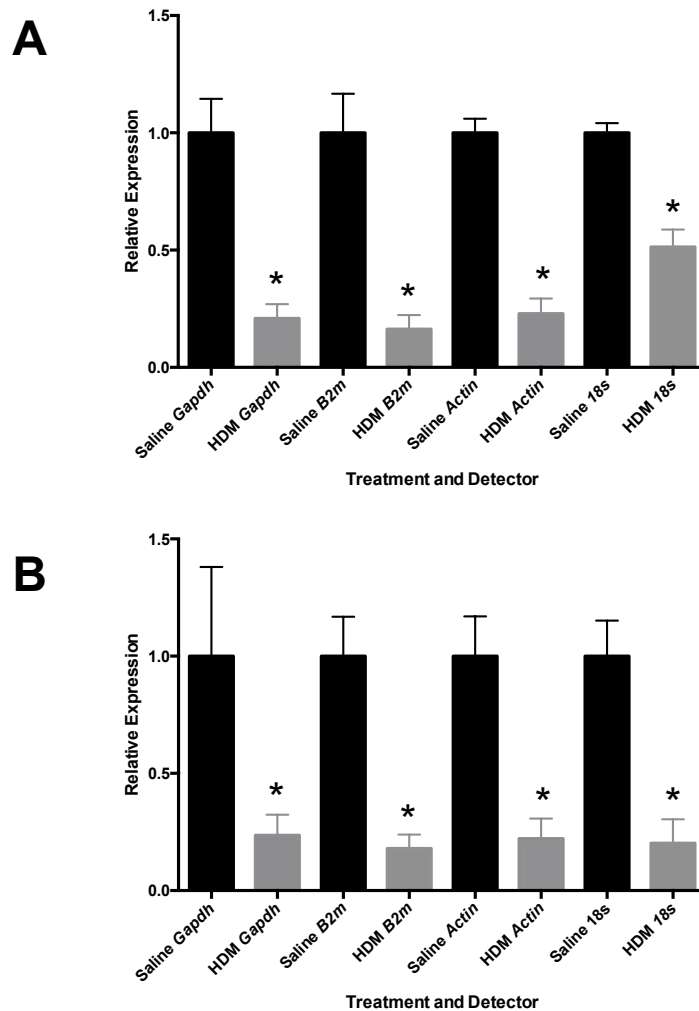 A
1.5
1.0
0.5
0.0
Relative Expression
*
*
*
*
Saline Gapdh
HDM Gapdh
Saline B2m
HDM B2m
Saline Actin
HDM Actin
Saline 18s
HDM 18s
Treatment and Detector
B
1.5
1.0
0.5
0.0
Relative Expression
*
*
*
*
Saline Gapdh
HDM Gapdh
Saline B2m
HDM B2m
Saline Actin
HDM Actin
Saline 18s
HDM 18s
Treatment and Detector